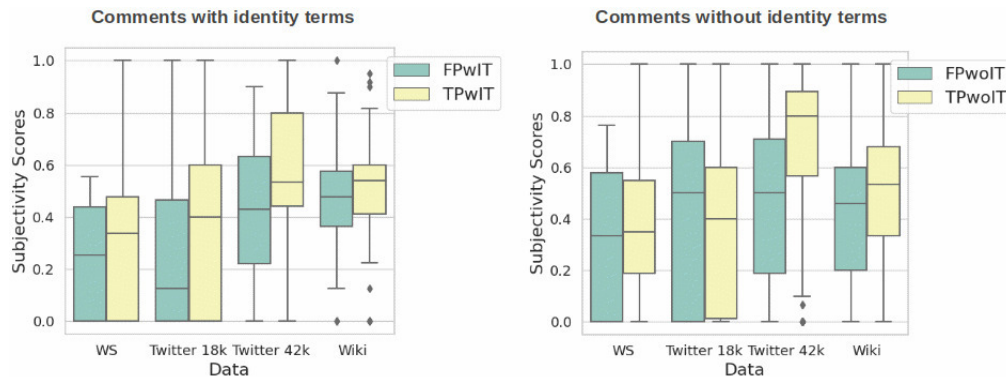 Comments with identity terms
1.0
0.8
0.6
0.4
0.2
0.0
Subjectivity Scores
FPwIT
TPwIT
WS Twitter 18k Twitter 42k Wiki
Data
Comments without identity terms
1.0
0.8
0.6
0.4
0.2
0.0
Subjectivity Scores
FPwoIT
TPwoIT
WS Twitter 18k Twitter 42k Wiki
Data